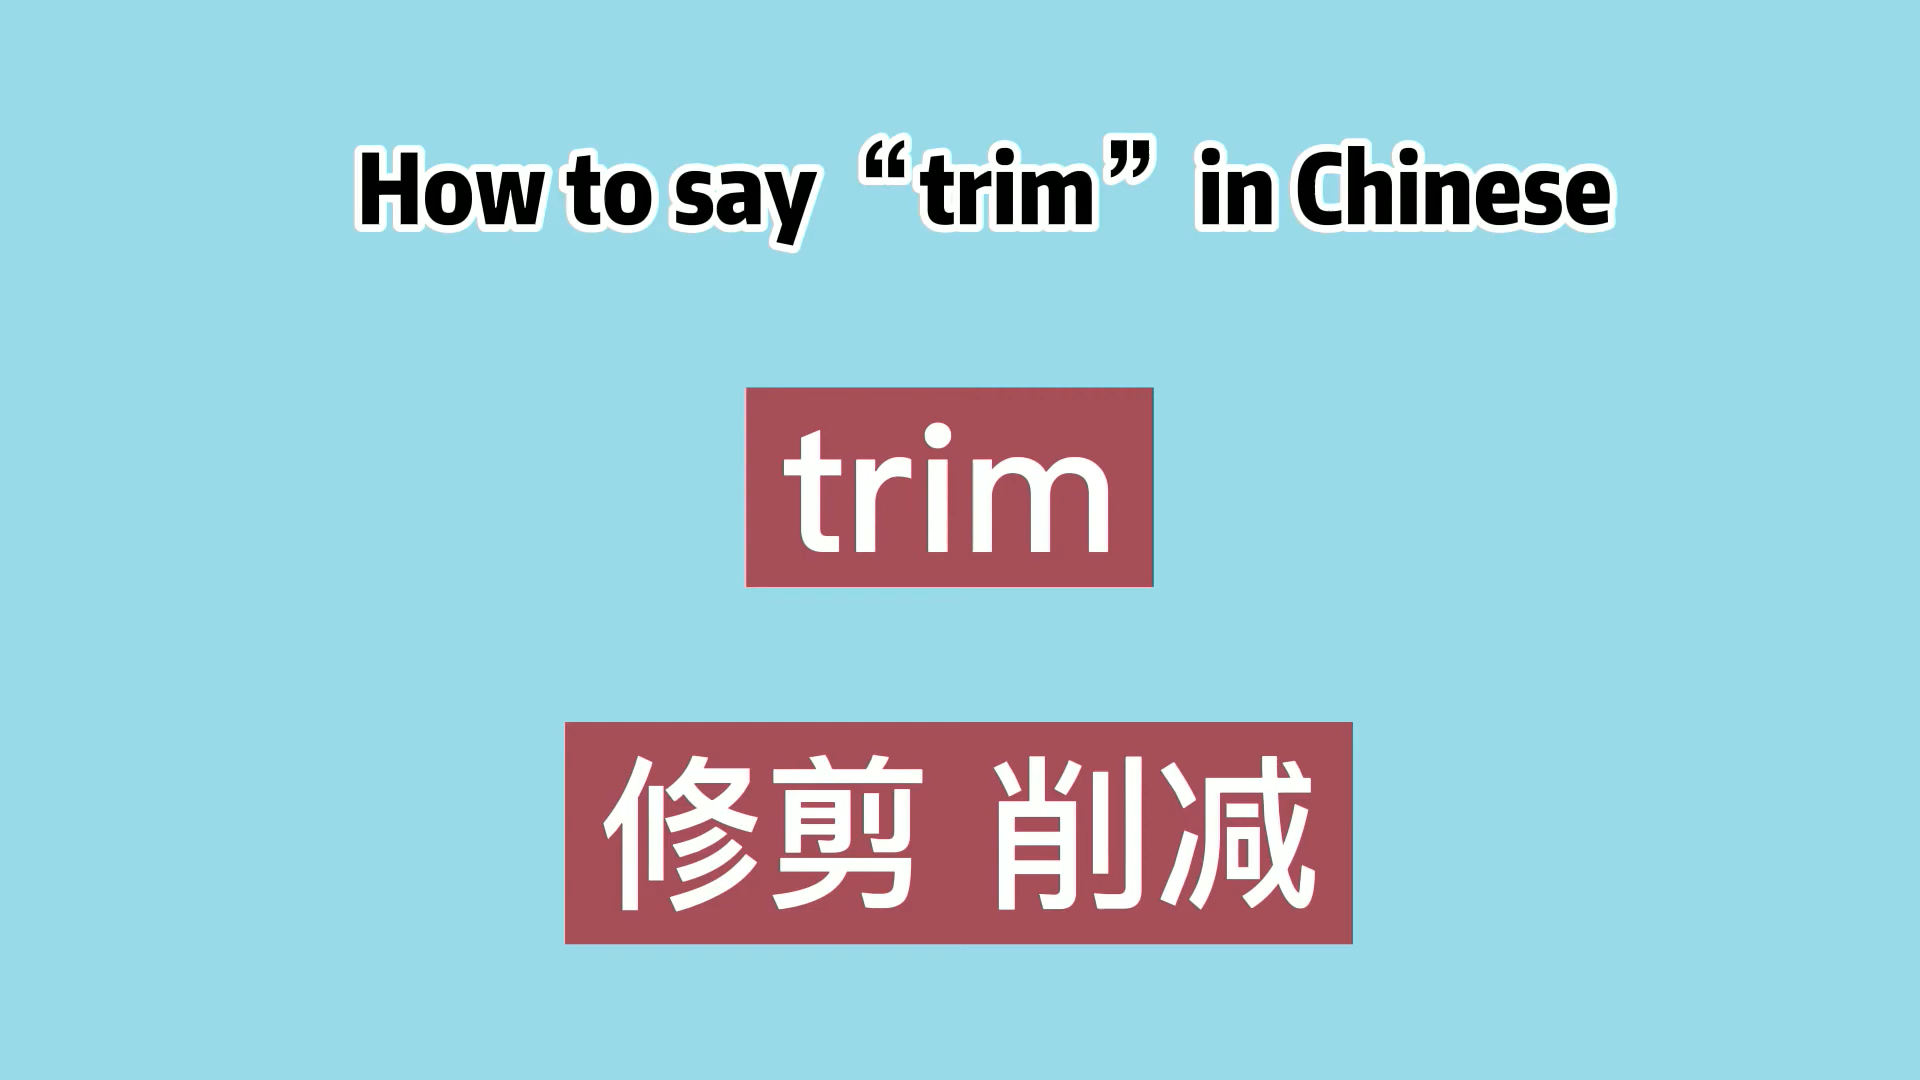 How to say “trim” in Chinese
trim
修剪 削减